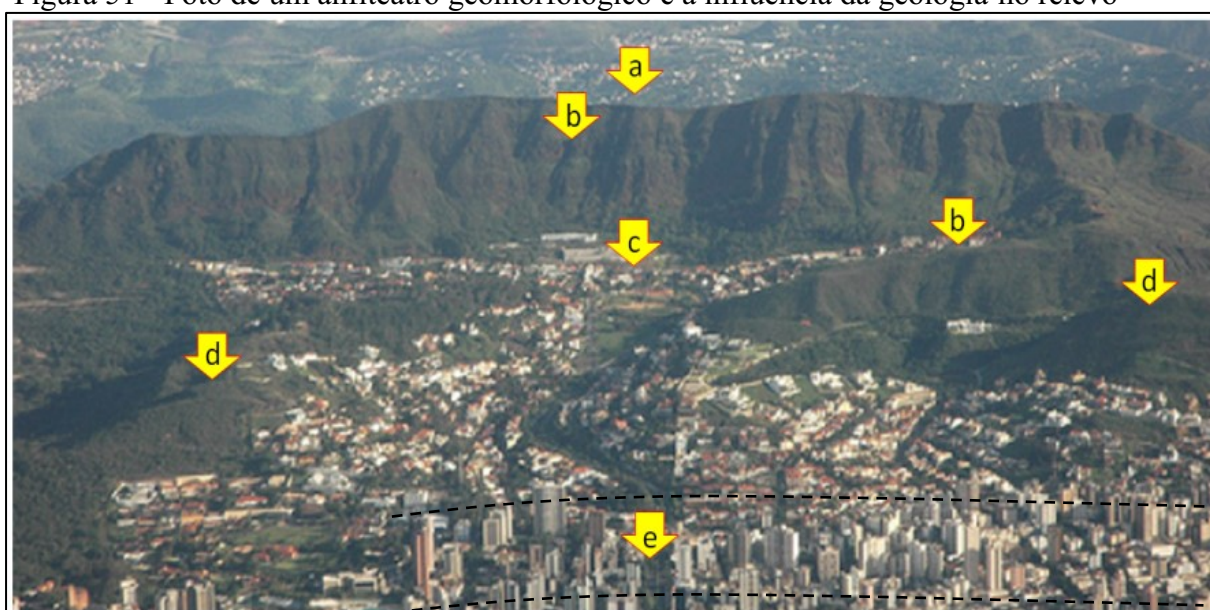 Figura 31 - Foto de um anfiteatro geomorfológico e a influência da geologia no relevo
a
b
c
b
d
d
e